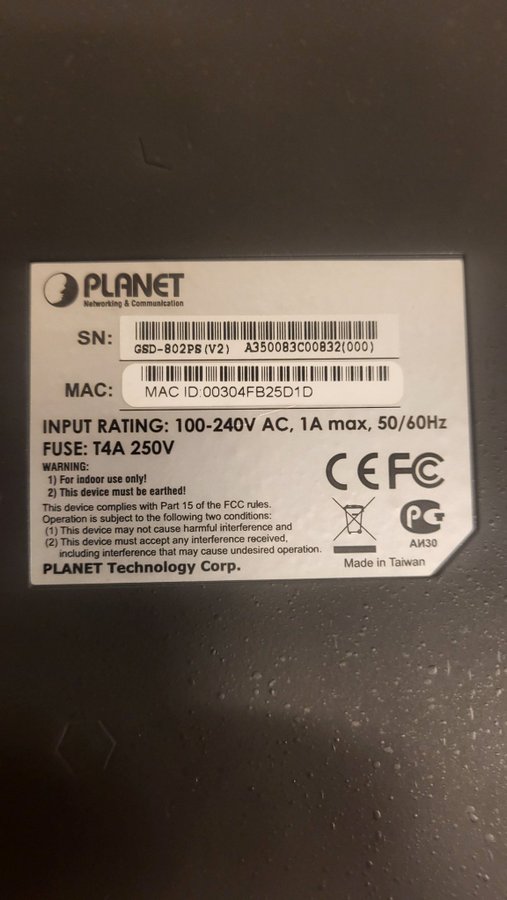 PLANET
Networking & Communication
SN:
GSD-802PS(V2) A350083C00832(000)
MAC:
MAC ID:00304FB25D1D
INPUT RATING: 100-240V AC, 1A max, 50/60Hz
FUSE: T4A 250V
WARNING:
1) For indoor use only!
2) This device must be earthed!
This device complies with Part 15 of the FCC rules.
Operation is subject to the following two conditions:
(1) This device may not cause harmful interference and
(2) This device must accept any interference received,
including interference that may cause undesired operation.
PLANET Technology Corp.
CE FC
PG
АИ30
Made in Taiwan